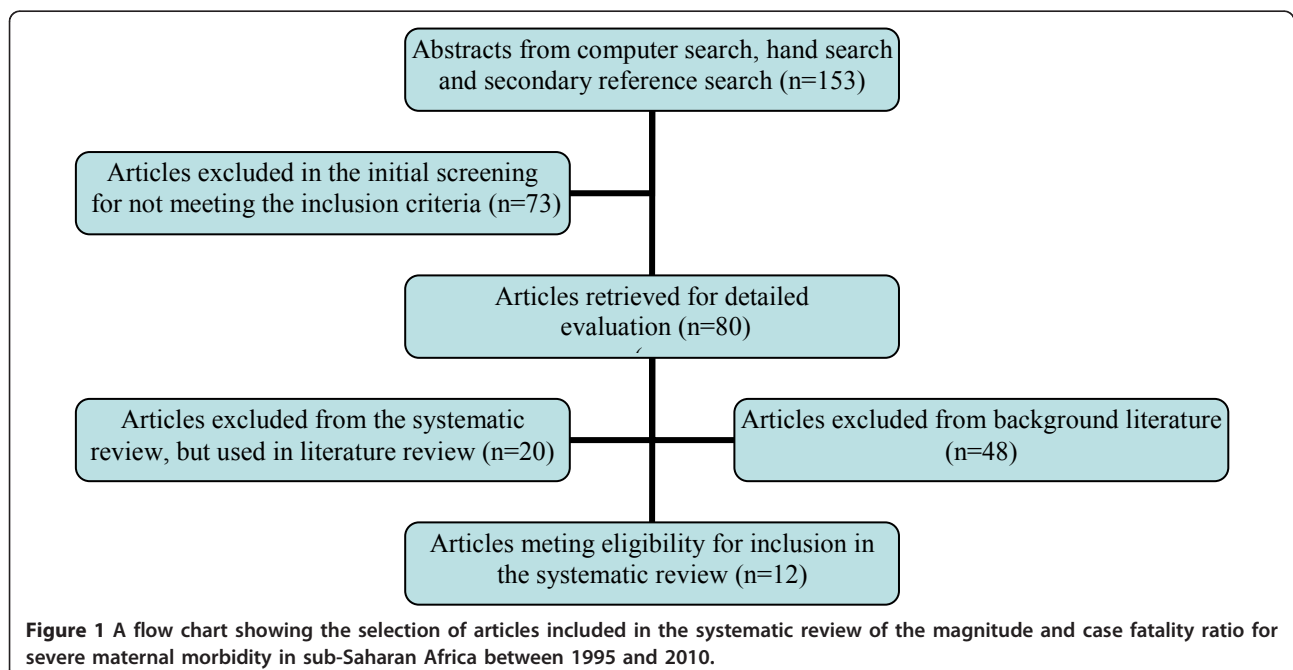 Abstracts from computer search, hand search
and secondary reference search (n=153)
Articles excluded in the initial screening
for not meeting the inclusion criteria (n=73)
Articles retrieved for detailed
evaluation (n=80)
Articles excluded from the systematic
review, but used in literature review (n=20)
Articles excluded from background literature
(n=48)
Articles meting eligibility for inclusion in
the systematic review (n=12)
Figure 1 A flow chart showing the selection of articles included in the systematic review of the magnitude and case fatality ratio for
severe maternal morbidity in sub-Saharan Africa between 1995 and 2010.